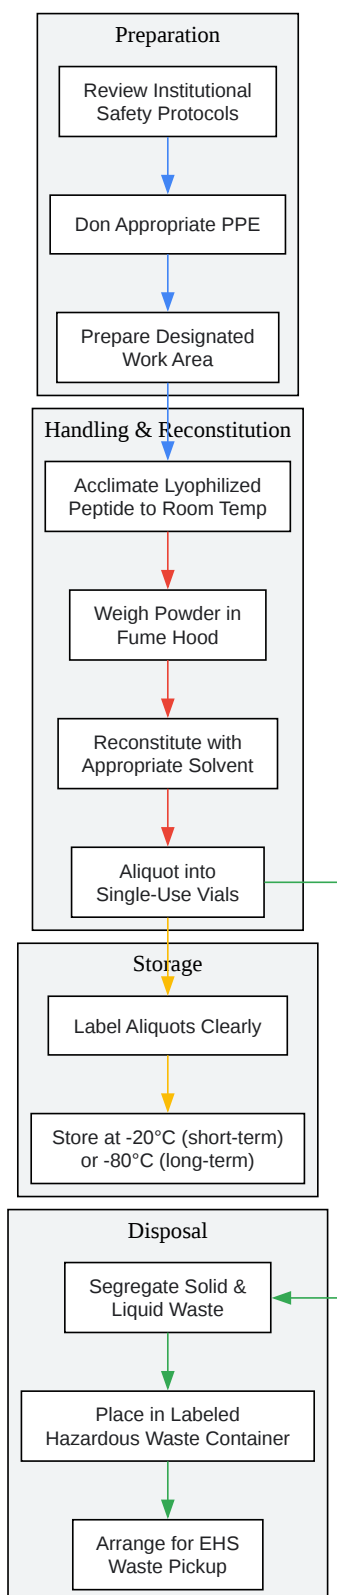 Preparation
Review Institutional
Safety Protocols
Don Appropriate PPE
Prepare Designated
Work Area
Handling & Reconstitution
Acclimate Lyophilized
Peptide to Room Temp
Weigh Powder in
Fume Hood
Reconstitute with
Appropriate Solvent
Aliquot into
Single-Use Vials
Storage
Label Aliquots Clearly
Store at -20°C (short-term)
or -80°C (long-term)
Disposal
Segregate Solid &
Liquid Waste
Place in Labeled
Hazardous Waste Container
Arrange for EHS
Waste Pickup